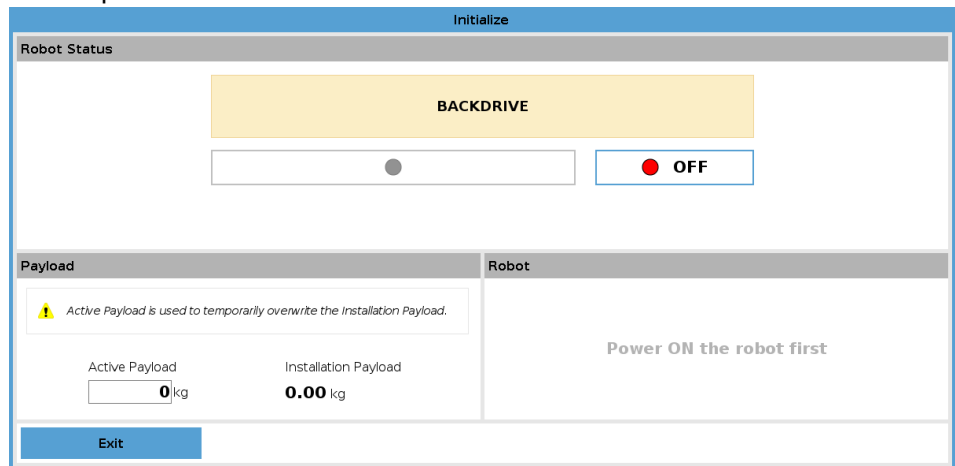 Initialize
Robot Status
BACKDRIVE
OFF
Payload
Active Payload is used to temporarily overwrite the Installation Payload.
Active Payload
Installation Payload
0 kg
0.00 kg
Robot
Power ON the robot first
Exit